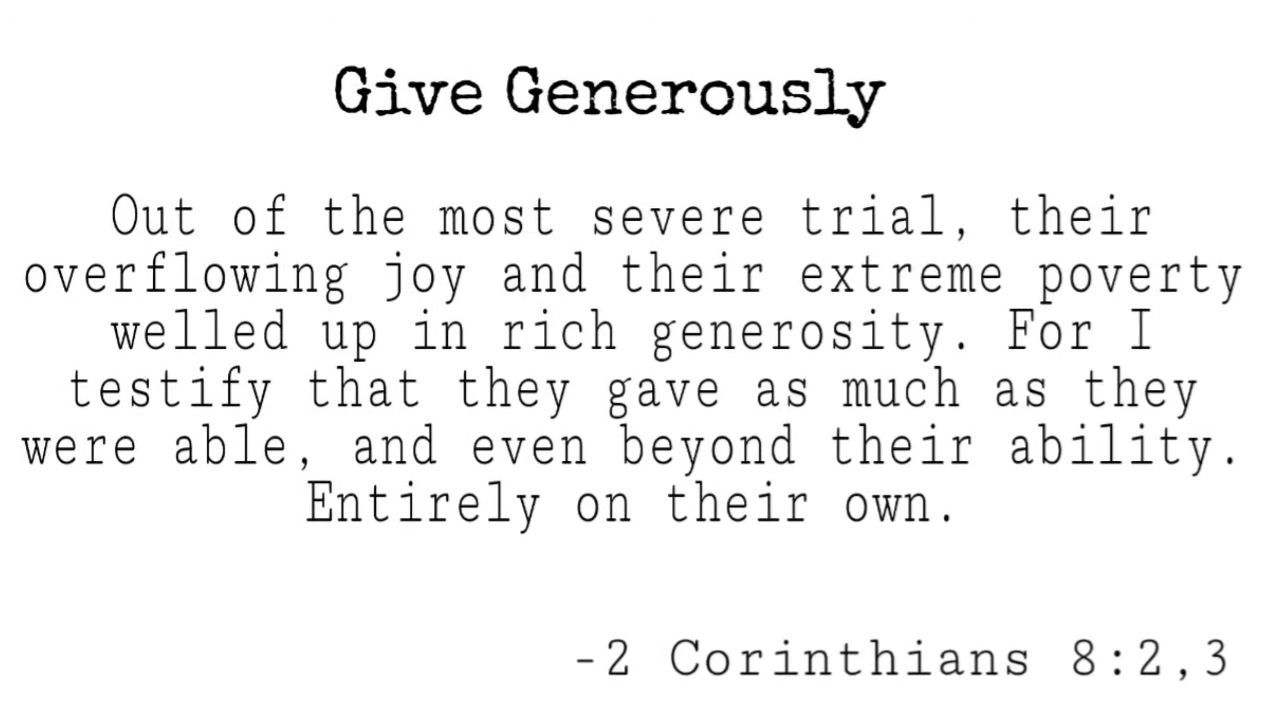 Give Generously
Out of the most severe trial, their
overflowing joy and their extreme poverty
welled up in rich generosity. For I
testify that they gave as much as they
were able, and even beyond their ability.
Entirely on their own.
-2 Corinthians 8:2,3